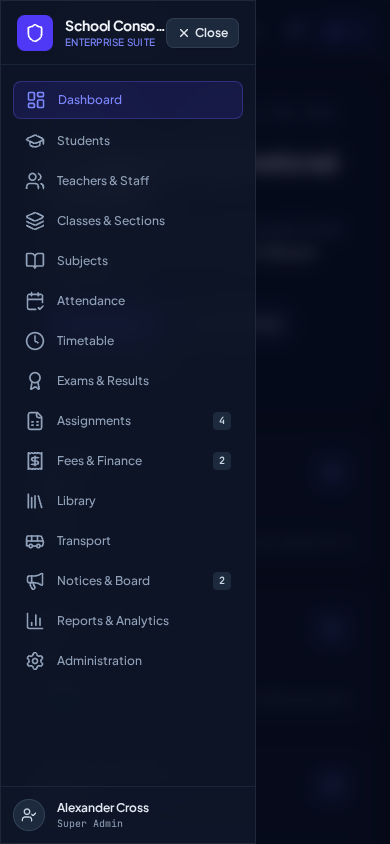 School Conso...
ENTERPRISE SUITE
Close
Dashboard
Students
Teachers & Staff
Classes & Sections
Subjects
Attendance
Timetable
Exams & Results
Assignments 4
Fees & Finance 2
Library
Transport
Notices & Board 2
Reports & Analytics
Administration
Alexander Cross
Super Admin